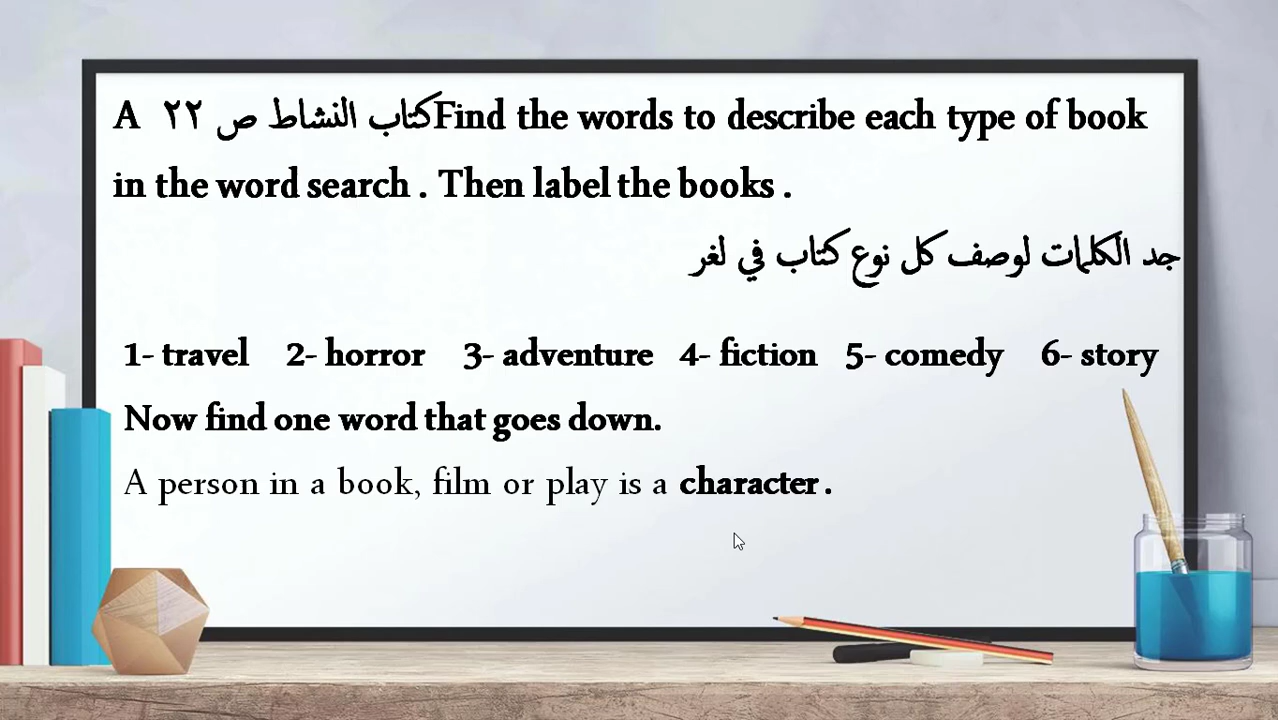 A كتاب النشاط ص ٢٢ Find the words to describe each type of book
in the word search . Then label the books .
جد الكلمات لوصف كل نوع كتاب في لغر
1- travel 2- horror 3- adventure 4- fiction 5- comedy 6- story
Now find one word that goes down.
A person in a book, film or play is a character .